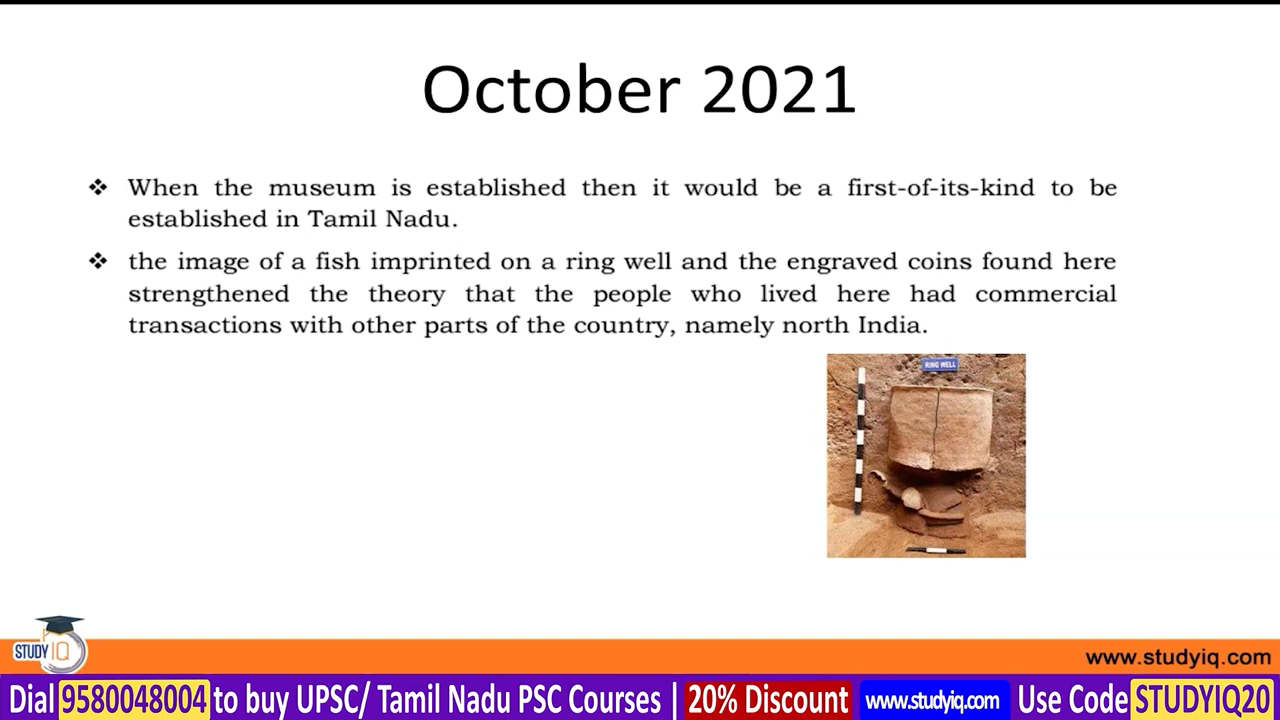 October 2021
❖ When the museum is established then it would be a first-of-its-kind to be
established in Tamil Nadu.
❖ the image of a fish imprinted on a ring well and the engraved coins found here
strengthened the theory that the people who lived here had commercial
transactions with other parts of the country, namely north India.
RING WELL
STUDY IQ
www.studyiq.com
Dial 9580048004 to buy UPSC/ Tamil Nadu PSC Courses | 20% Discount www.studyiq.com Use Code STUDYIQ20